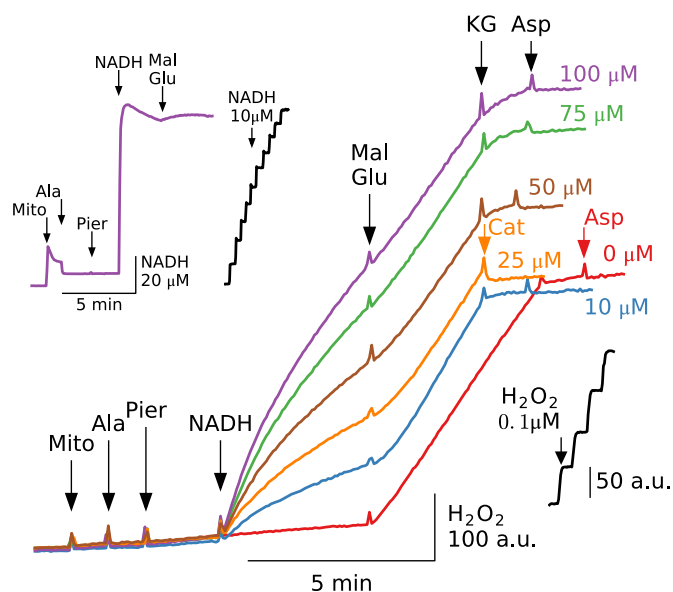 KG Asp
100 µM
75 µM
50 µM
Cat
25 µM
Asp
0 µM
10 µM
Mal
Glu
NADH
Mal
Glu
NADH
10µM
Ala
Mito
Pier
NADH
20 µM
5 min
Mito
Ala
Pier
NADH
H₂O₂
0.1µM
50 a.u.
H₂O₂
100 a.u.
5 min